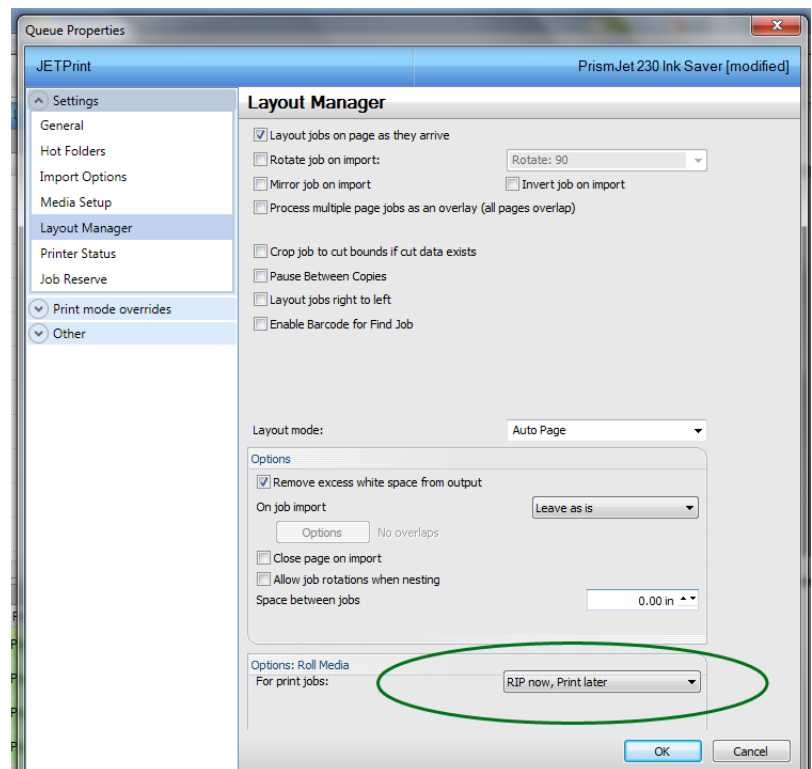 Queue Properties
JETPrint
PrismJet 230 Ink Saver [modified]
Settings
General
Hot Folders
Import Options
Media Setup
Layout Manager
Printer Status
Job Reserve
Print mode overrides
Other
Layout Manager
Layout jobs on page as they arrive
Rotate job on import:
Rotate: 90
Mirror job on import
Invert job on import
Process multiple page jobs as an overlay (all pages overlap)
Crop job to cut bounds if cut data exists
Pause Between Copies
Layout jobs right to left
Enable Barcode for Find Job
Layout mode:
Auto Page
Options
Remove excess white space from output
On job import
Leave as is
Options
No overlaps
Close page on import
Allow job rotations when nesting
Space between jobs
0.00 in
Options: Roll Media
For print jobs:
RIP now, Print later
OK
Cancel